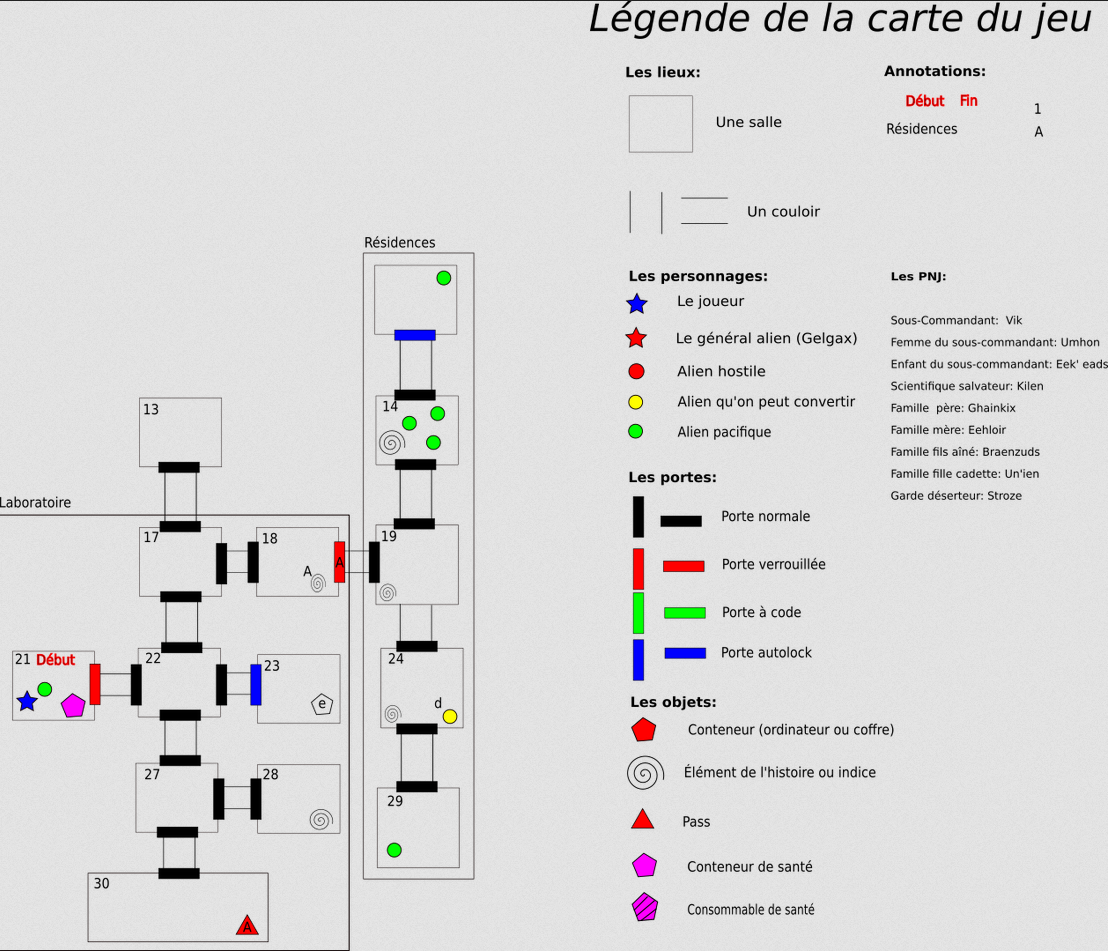 Légende de la carte du jeu
Les lieux:
Annotations:
Début Fin
1
Une salle
Résidences
A
Un couloir
Résidences
Les personnages:
Les PNJ:
Le joueur
Sous-Commandant: Vik
Le général alien (Gelgax)
Femme du sous-commandant: Umhon
Enfant du sous-commandant: Eek' eads
Alien hostile
Scientifique salvateur: Kilen
Alien qu'on peut convertir
Famille père: Ghainkix
Alien pacifique
Famille mère: Eehloir
Famille fils aîné: Braenzuds
Famille fille cadette: Un'ien
Garde déserteur: Stroze
14
13
Les portes:
Laboratoire
Porte normale
17
18
19
A
A
Porte verrouillée
Porte à code
21 Début
22
23
24
Porte autolock
e
d
Les objets:
Conteneur (ordinateur ou coffre)
27
28
Élément de l'histoire ou indice
29
Pass
30
A
Conteneur de santé
Consommable de santé